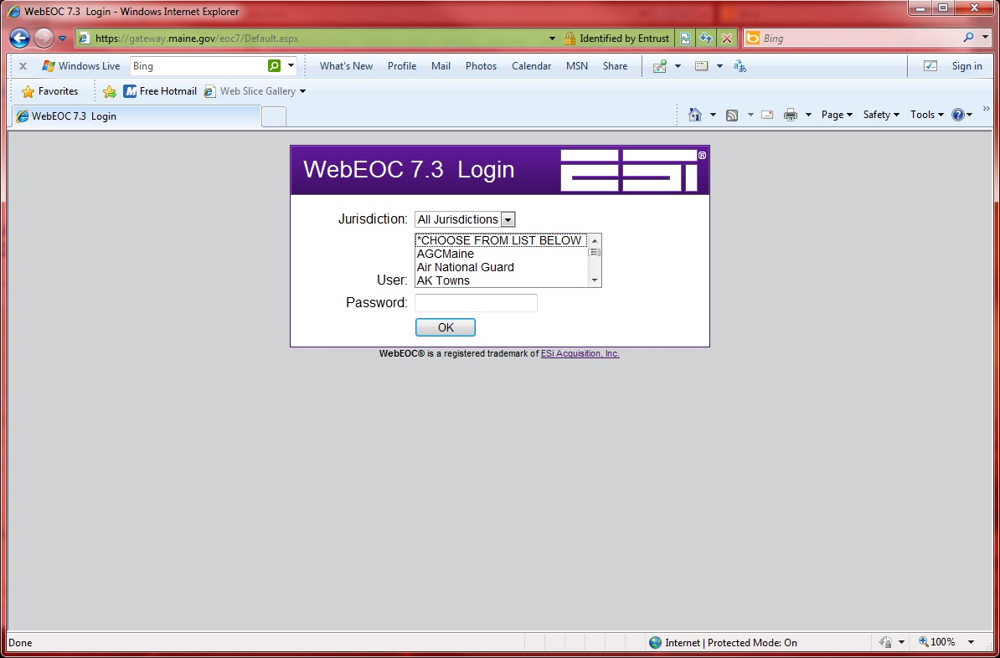 WebEOC 7.3  Login - Windows Internet Explorer
https://gateway.maine.gov/eoc7/Default.aspx
Identified by Entrust
Bing
Windows Live
Bing
What's New
Profile
Mail
Photos
Calendar
MSN
Share
Sign in
Favorites
Free Hotmail
Web Slice Gallery
WebEOC 7.3  Login
Page
Safety
Tools
WebEOC 7.3  Login
ESi®
Jurisdiction:
All Jurisdictions
*CHOOSE FROM LIST BELOW
AGCMaine
Air National Guard
AK Towns
User:
Password:
OK
WebEOC® is a registered trademark of ESi Acquisition, Inc.
Done
Internet | Protected Mode: On
100%